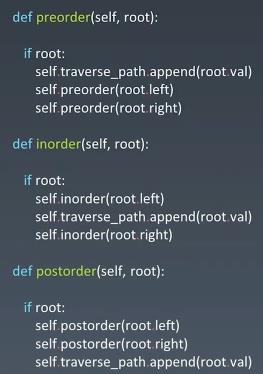 def preorder(self, root):
if root:
self.traverse_path.append(root.val)
self.preorder(root.left)
self.preorder(root.right)
def inorder(self, root):
if root:
self.inorder(root.left)
self.traverse_path.append(root.val)
self.inorder(root.right)
def postorder(self, root):
if root:
self.postorder(root.left)
self.postorder(root.right)
self.traverse_path.append(root.val)